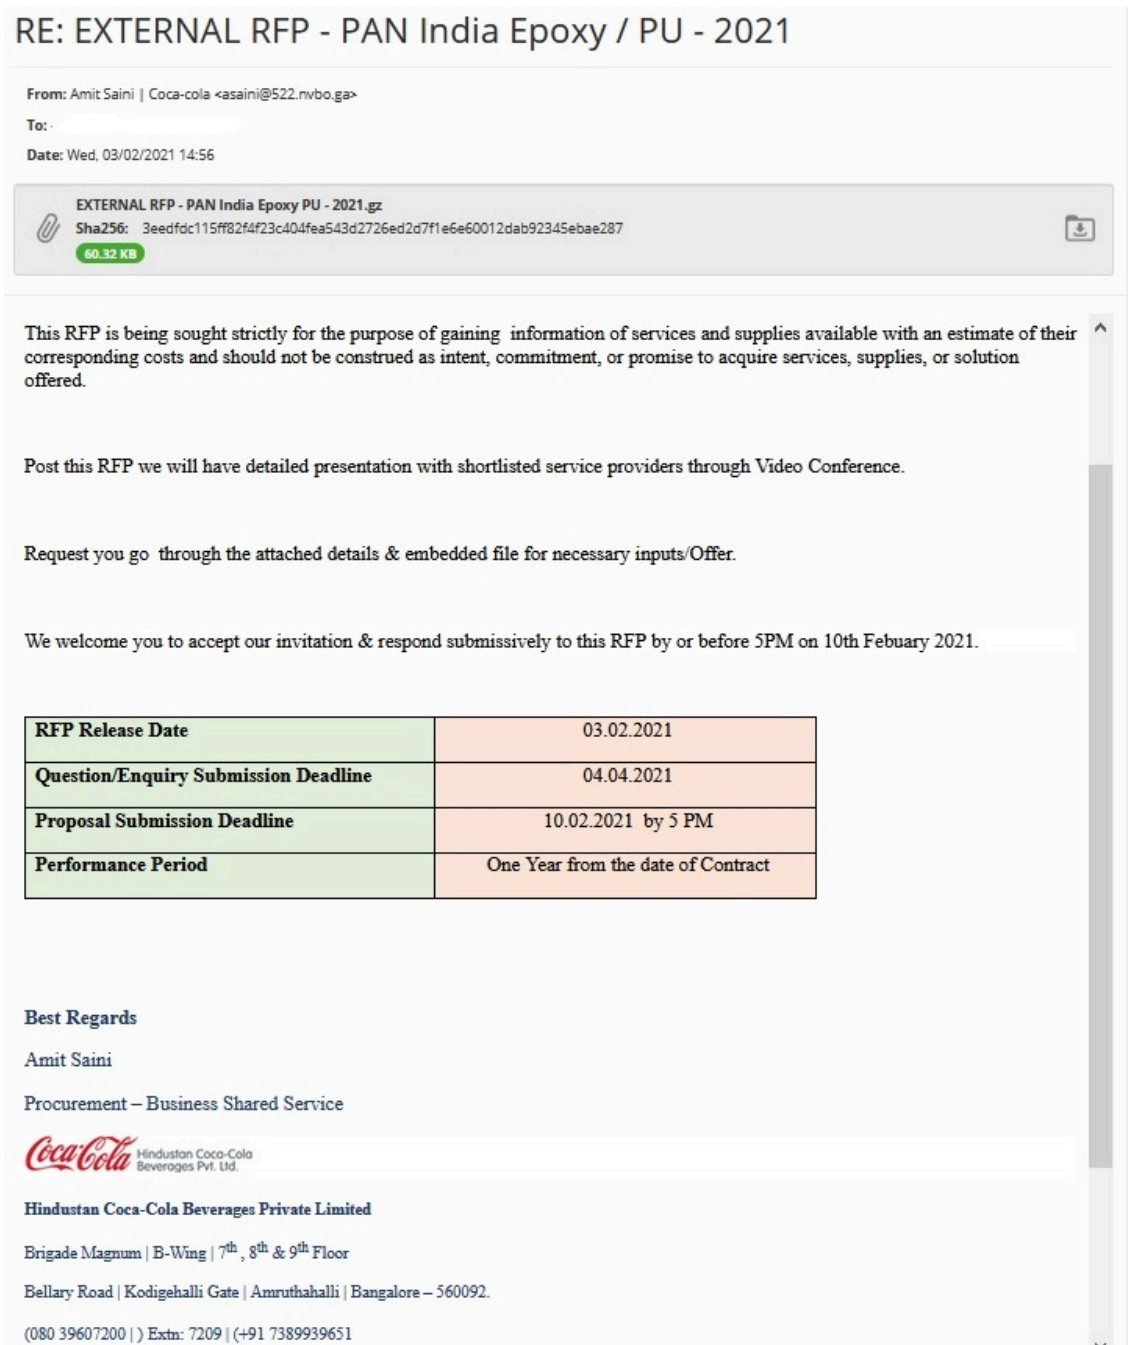 RE: EXTERNAL RFP - PAN India Epoxy / PU - 2021
From: Amit Saini | Coca-cola <asaini@522.nvbo.ga>
To:
Date: Wed, 03/02/2021 14:56
EXTERNAL RFP - PAN India Epoxy PU - 2021.gz
Sha256: 3eedfdc115ff82f4f23c404fea543d2726ed2d7f1e6e60012dab92345ebae287
60.32 KB
This RFP is being sought strictly for the purpose of gaining information of services and supplies available with an estimate of their
corresponding costs and should not be construed as intent, commitment, or promise to acquire services, supplies, or solution
offered.
Post this RFP we will have detailed presentation with shortlisted service providers through Video Conference.
Request you go through the attached details & embedded file for necessary inputs/Offer.
We welcome you to accept our invitation & respond submissively to this RFP by or before 5PM on 10th Febuary 2021.
RFP Release Date 03.02.2021
Question/Enquiry Submission Deadline 04.04.2021
Proposal Submission Deadline 10.02.2021 by 5 PM
Performance Period One Year from the date of Contract
Best Regards
Amit Saini
Procurement – Business Shared Service
Coca-Cola Hindustan Coca-Cola
Beverages Pvt. Ltd.
Hindustan Coca-Cola Beverages Private Limited
Brigade Magnum | B-Wing | 7th , 8th & 9th Floor
Bellary Road | Kodigehalli Gate | Amruthahalli | Bangalore – 560092.
(080 39607200 | ) Extn: 7209 | (+91 7389939651